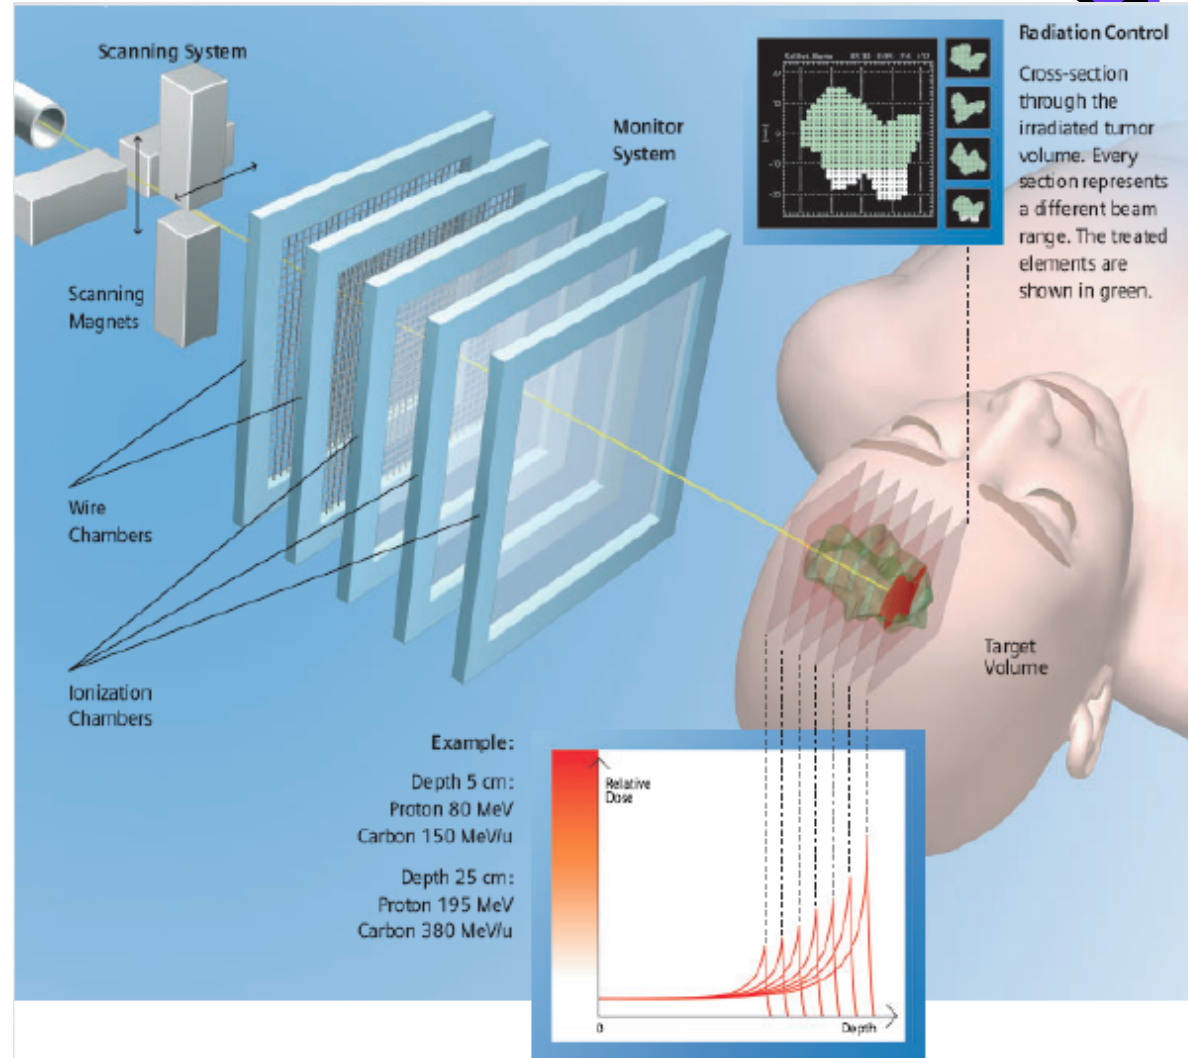 Scanning System
Scanning
Magnets
Monitor
System
Wire
Chambers
Ionization
Chambers
Radiation Control
Cross-section
through the
irradiated tumor
volume. Every
section represents
a different beam
range. The treated
elements are
shown in green.
Target
Volume
Example:
Depth 5 cm:
Proton 80 MeV
Carbon 150 MeV/u
Depth 25 cm:
Proton 195 MeV
Carbon 380 MeV/u
Relative
Dose
0
Depth